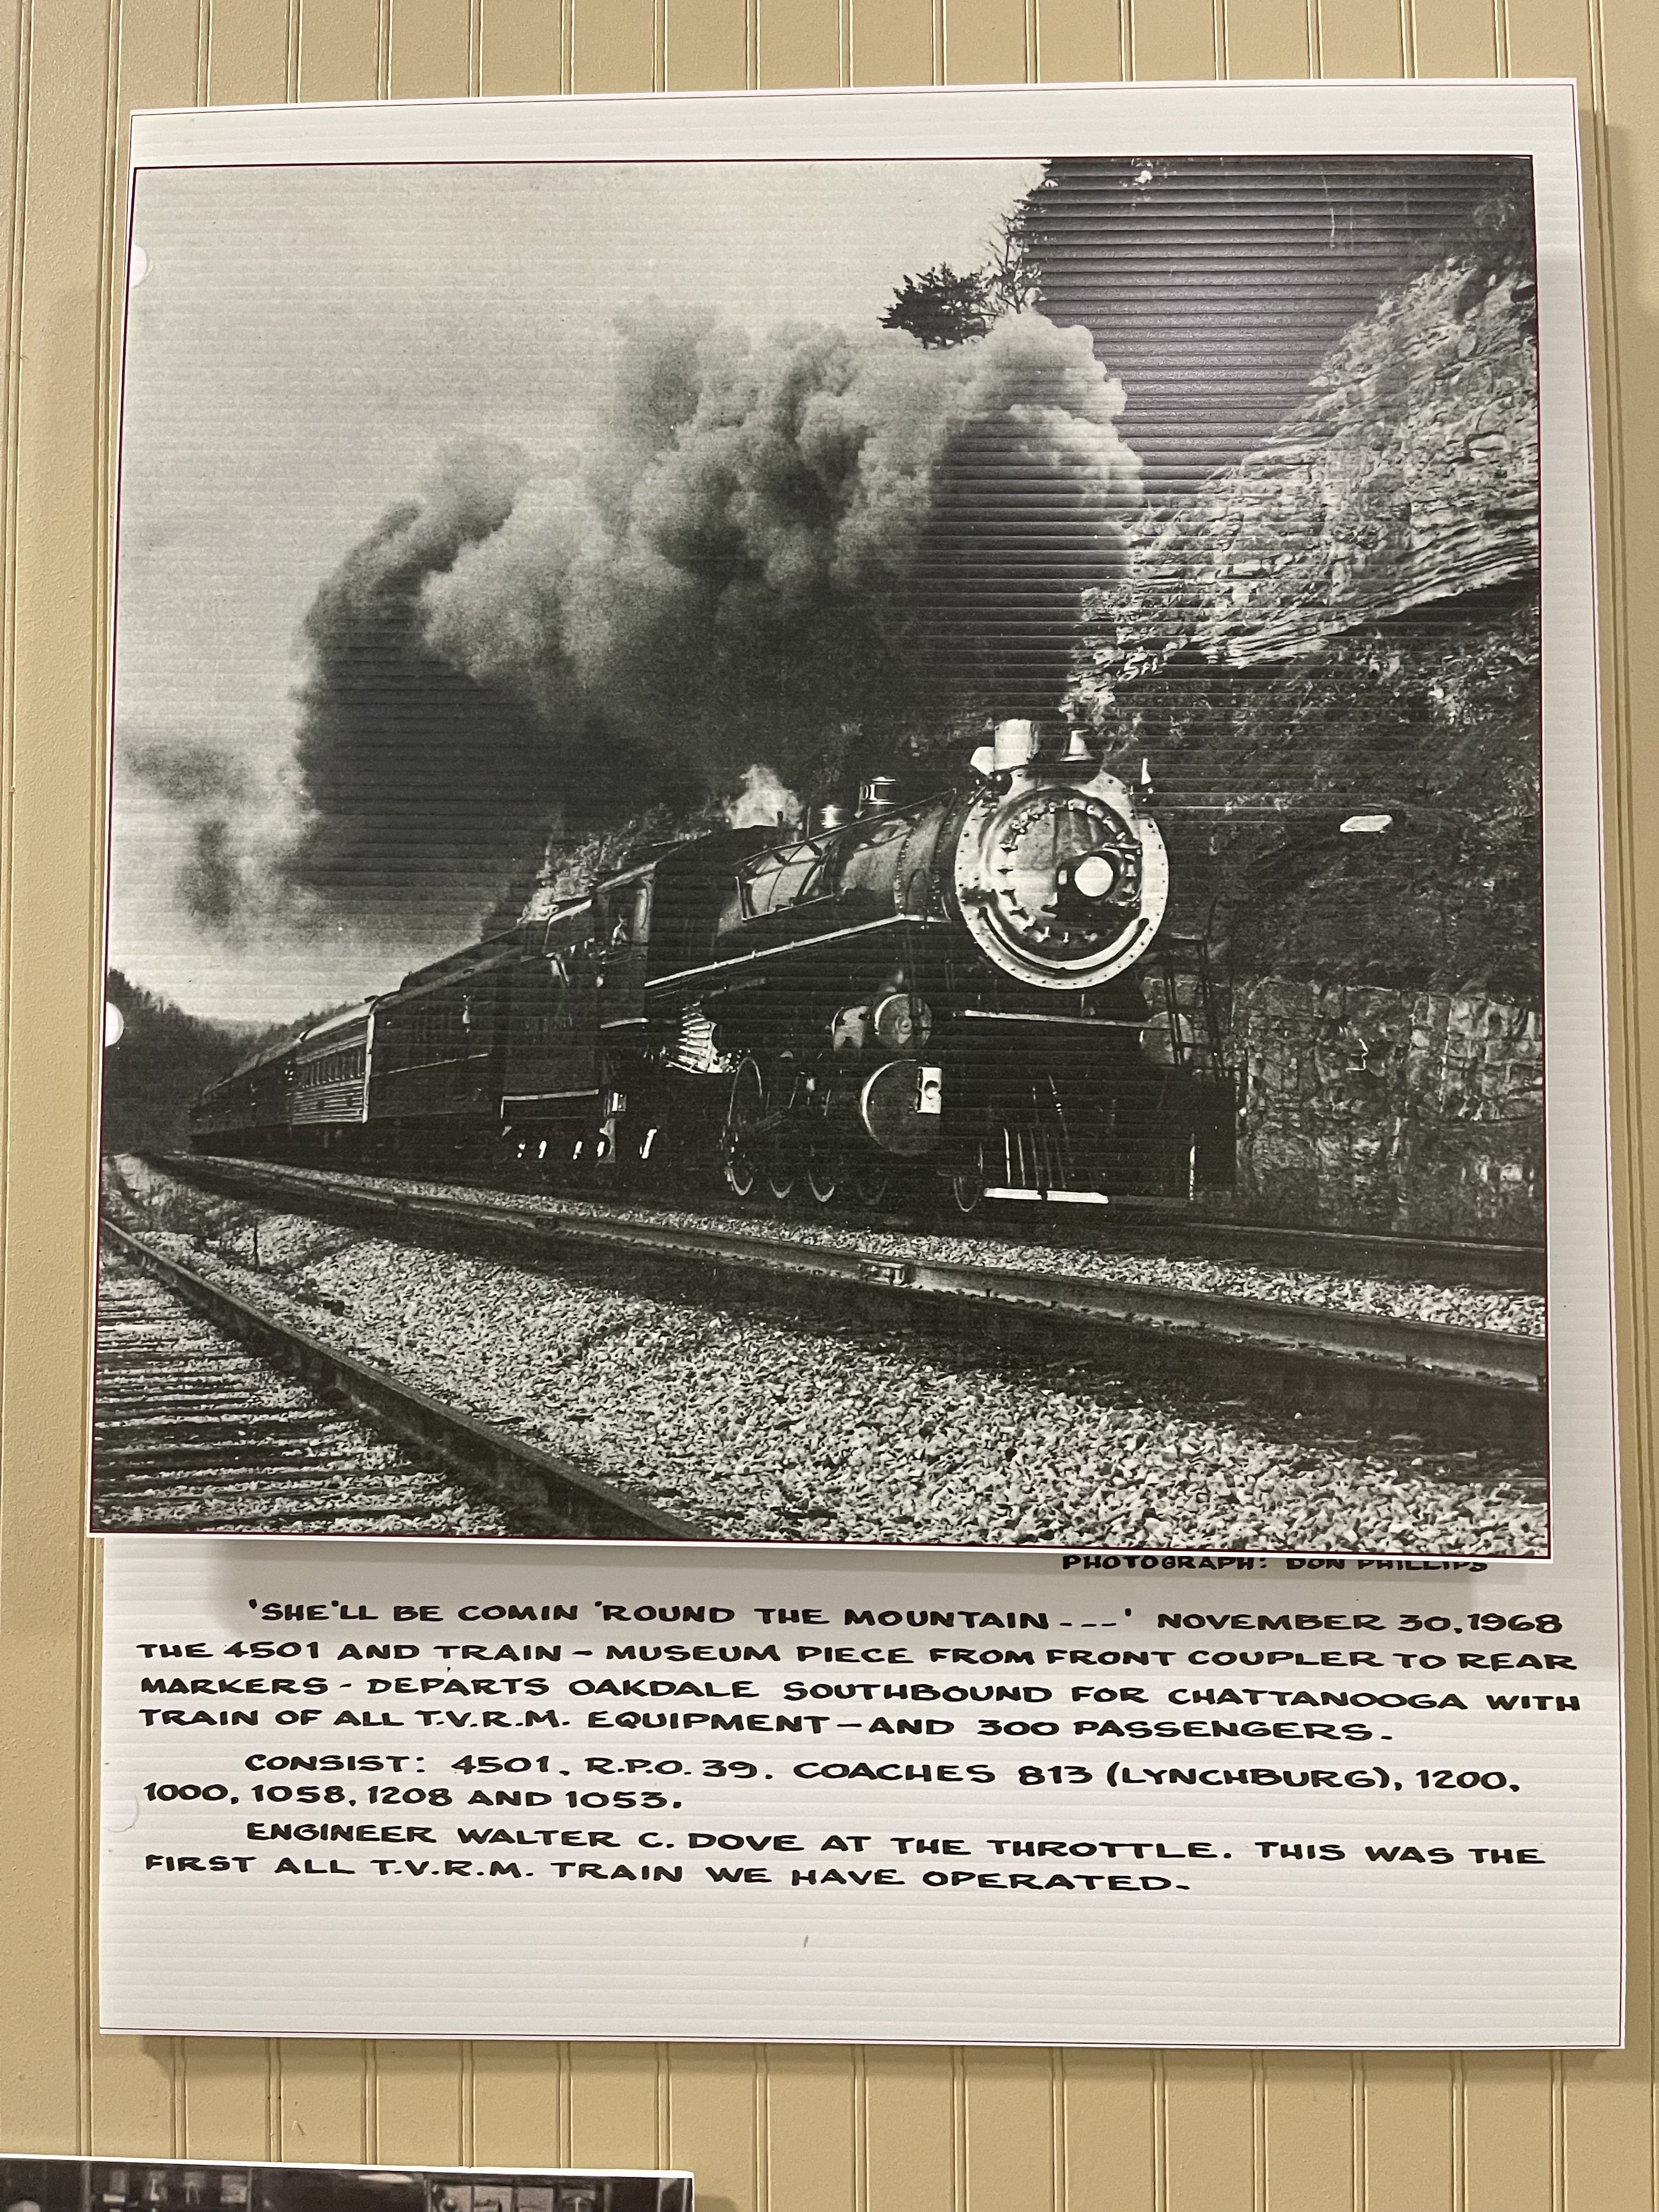 PHOTOGRAPH: DON PHILLIPS
'SHE'LL BE COMIN 'ROUND THE MOUNTAIN---' NOVEMBER 30, 1968
THE 4501 AND TRAIN - MUSEUM PIECE FROM FRONT COUPLER TO REAR
MARKERS - DEPARTS OAKDALE SOUTHBOUND FOR CHATTANOOGA WITH
TRAIN OF ALL T.V.R.M. EQUIPMENT - AND 300 PASSENGERS.
CONSIST: 4501, R.P.O. 39, COACHES 813 (LYNCHBURG), 1200,
1000, 1058, 1208 AND 1053.
ENGINEER WALTER C. DOVE AT THE THROTTLE. THIS WAS THE
FIRST ALL T.V.R.M. TRAIN WE HAVE OPERATED.